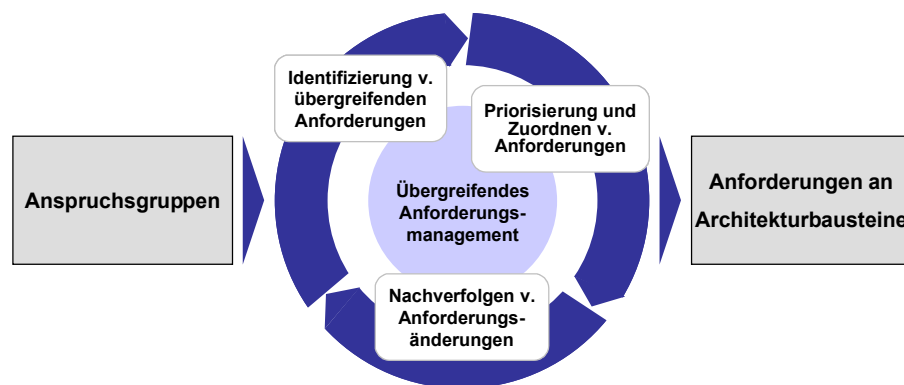 Identifizierung v.
übergreifenden
Anforderungen
Priorisierung und
Zuordnen v.
Anforderungen
Anspruchsgruppen
Übergreifendes
Anforderungs-
management
Anforderungen an
Architekturbausteine
Nachverfolgen v.
Anforderungs-
änderungen